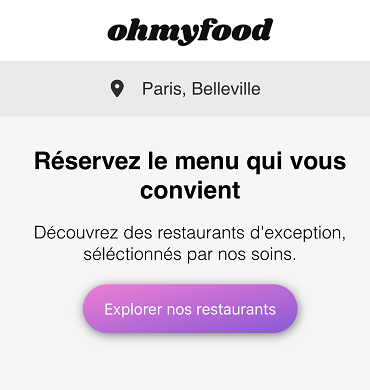 ohmyfood
Paris, Belleville
Réservez le menu qui vous
convient
Découvrez des restaurants d'exception,
séléctionnés par nos soins.
Explorer nos restaurants